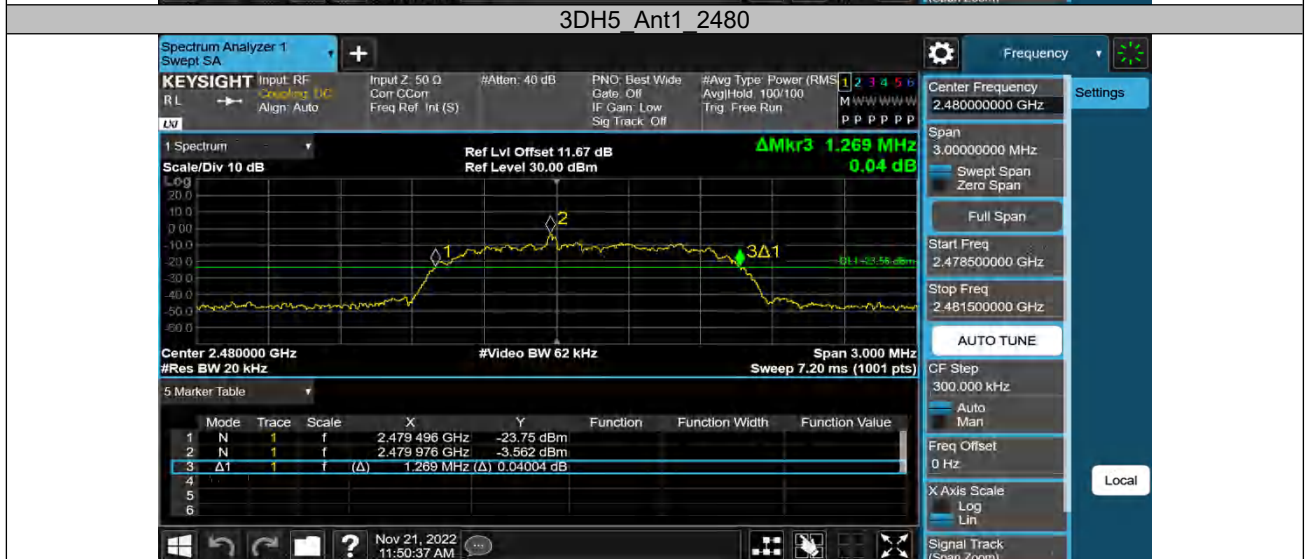 3DH5_Ant1_2480
Spectrum Analyzer 1
Swept SA
+
Frequency
KEYSIGHT
Input: RF
Input Z: 50 Ω
#Atten: 40 dB
PNO: Best Wide
#Avg Type: Power (RMS)
1 2 3 4 5 6
RL
Coupling: DC
Corr CCorr
Gate: Off
Avg|Hold: 100/100
M W W W W W
Align: Auto
Freq Ref: Int (S)
IF Gain: Low
Trig: Free Run
P P P P P P
LXI
Sig Track: Off
Center Frequency
2.480000000 GHz
Settings
Span
3.00000000 MHz
Swept Span
Zero Span
Full Span
Start Freq
2.478500000 GHz
Stop Freq
2.481500000 GHz
AUTO TUNE
CF Step
300.000 kHz
Auto
Man
Freq Offset
0 Hz
X Axis Scale
Log
Lin
Signal Track
(Span Zoom)
Local
1 Spectrum
Ref Lvl Offset 11.67 dB
ΔMkr3 1.269 MHz
Scale/Div 10 dB
Ref Level 30.00 dBm
0.04 dB
Log
20.0
10.0
0.00
-10.0
-20.0
-30.0
-40.0
-50.0
-60.0
1
2
3Δ1
DL1 -23.56 dBm
Center 2.480000 GHz
#Video BW 62 kHz
Span 3.000 MHz
#Res BW 20 kHz
Sweep 7.20 ms (1001 pts)
5 Marker Table
Mode Trace Scale X Y Function Function Width Function Value
1 N 1 f 2.479 496 GHz -23.75 dBm
2 N 1 f 2.479 976 GHz -3.562 dBm
3 Δ1 1 f (Δ) 1.269 MHz (Δ) 0.04004 dB
4
5
6
?
Nov 21, 2022
11:50:37 AM